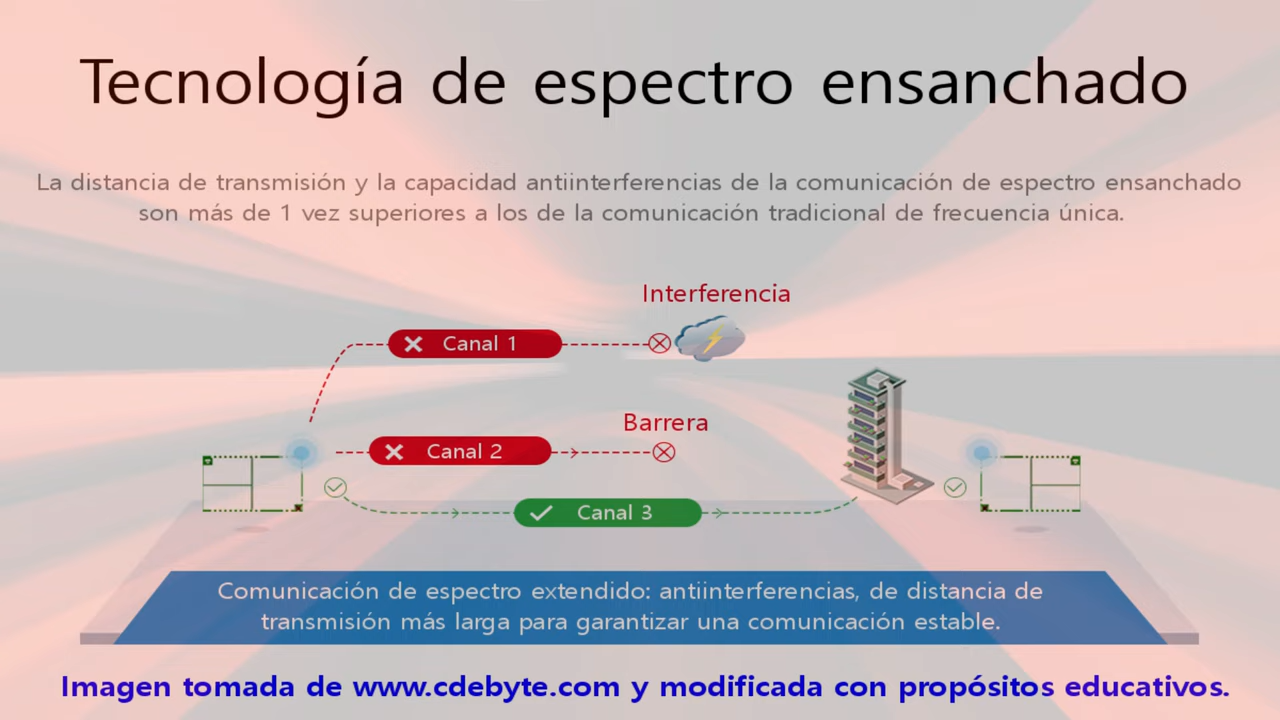 Tecnología de espectro ensanchado
La distancia de transmisión y la capacidad antiinterferencias de la comunicación de espectro ensanchado
son más de 1 vez superiores a los de la comunicación tradicional de frecuencia única.
Interferencia
Canal 1
Barrera
Canal 2
Canal 3
Comunicación de espectro extendido: antiinterferencias, de distancia de
transmisión más larga para garantizar una comunicación estable.
Imagen tomada de www.cdebyte.com y modificada con propósitos educativos.